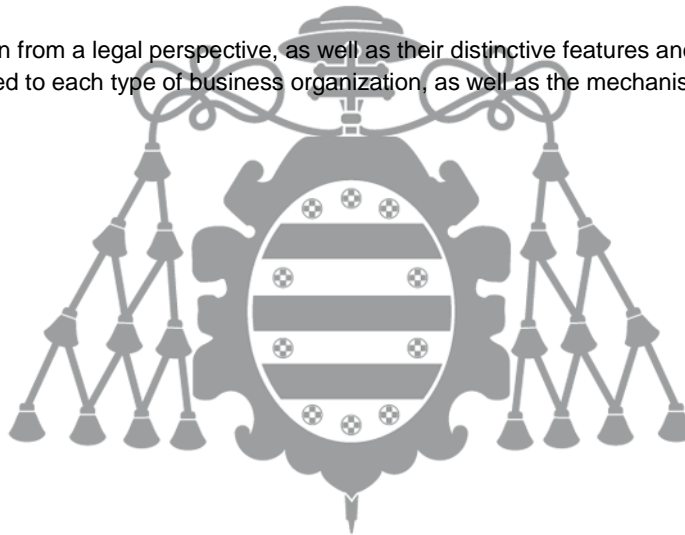 n from a legal perspective, as well as their distinctive features and
ed to each type of business organization, as well as the mechanis